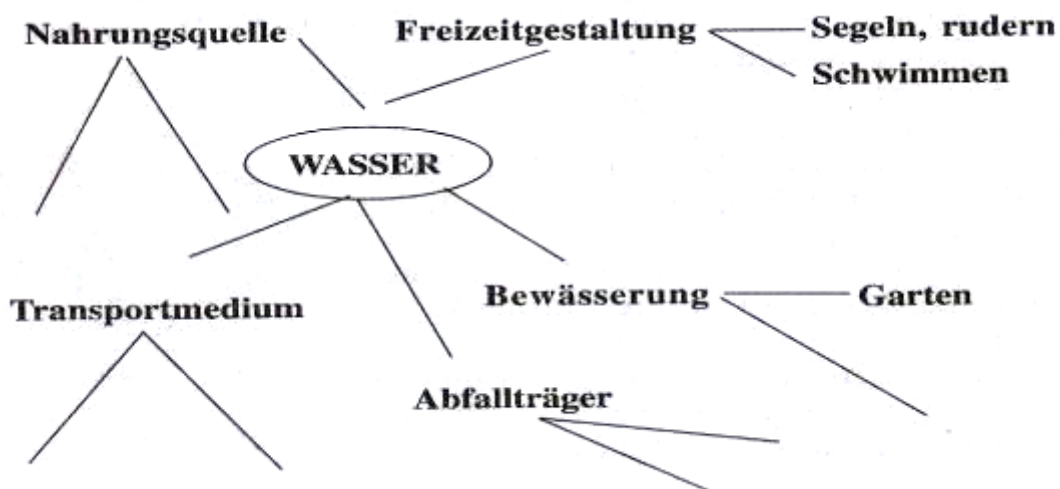 Nahrungsquelle
Freizeitgestaltung
Segeln, rudern
Schwimmen
WASSER
Bewässerung
Garten
Transportmedium
Abfallträger